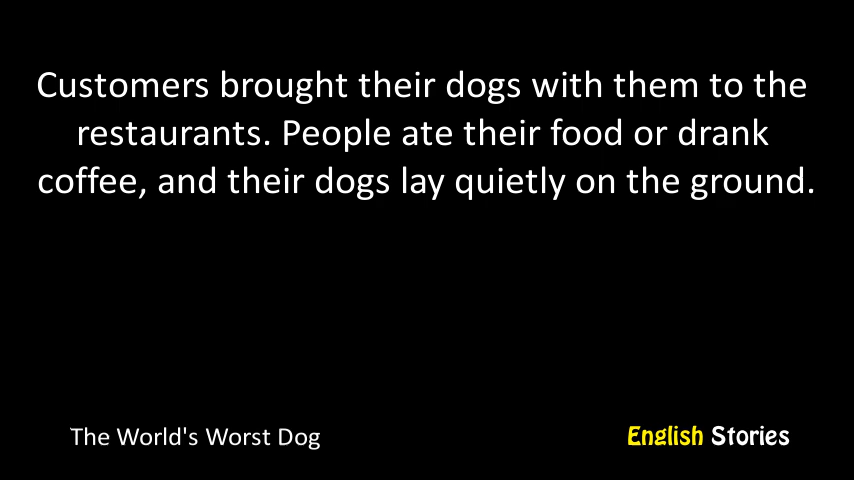 Customers brought their dogs with them to the
restaurants. People ate their food or drank
coffee, and their dogs lay quietly on the ground.
The World's Worst Dog
English Stories